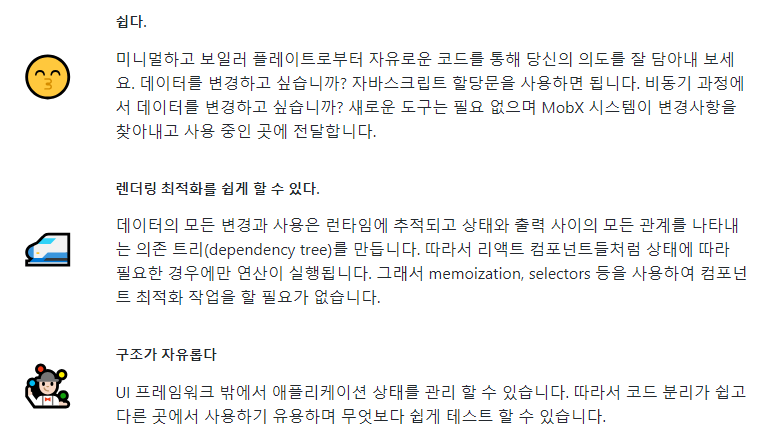 쉽다.
미니멀하고 보일러 플레이트로부터 자유로운 코드를 통해 당신의 의도를 잘 담아내 보세
요. 데이터를 변경하고 싶습니까? 자바스크립트 할당문을 사용하면 됩니다. 비동기 과정에
서 데이터를 변경하고 싶습니까? 새로운 도구는 필요 없으며 MobX 시스템이 변경사항을
찾아내고 사용 중인 곳에 전달합니다.
렌더링 최적화를 쉽게 할 수 있다.
데이터의 모든 변경과 사용은 런타임에 추적되고 상태와 출력 사이의 모든 관계를 나타내
는 의존 트리(dependency tree)를 만듭니다. 따라서 리액트 컴포넌트들처럼 상태에 따라
필요한 경우에만 연산이 실행됩니다. 그래서 memoization, selectors 등을 사용하여 컴포넌
트 최적화 작업을 할 필요가 없습니다.
구조가 자유롭다
UI 프레임워크 밖에서 애플리케이션 상태를 관리 할 수 있습니다. 따라서 코드 분리가 쉽고
다른 곳에서 사용하기 유용하며 무엇보다 쉽게 테스트 할 수 있습니다.